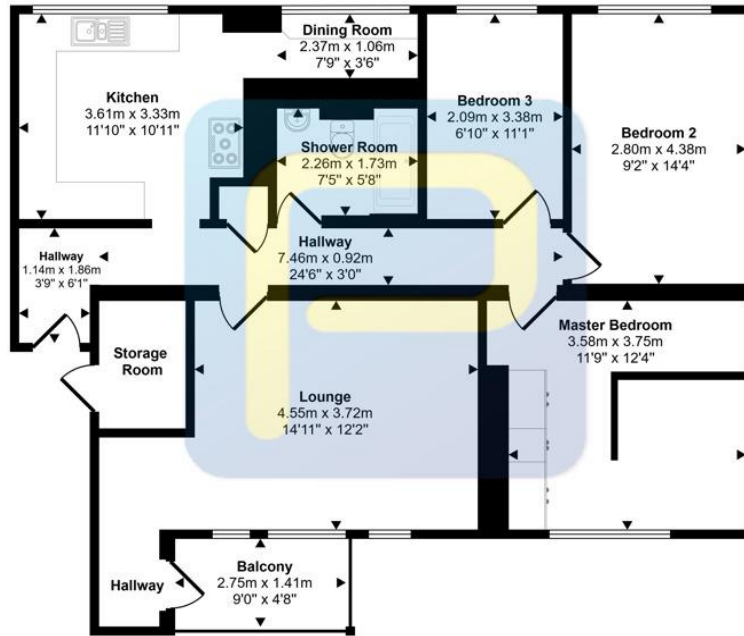 Dining Room
2.37m x 1.06m
7'9" x 3'6"
Kitchen
3.61m x 3.33m
11'10" x 10'11"
Bedroom 3
2.09m x 3.38m
6'10" x 11'1"
Bedroom 2
2.80m x 4.38m
9'2" x 14'4"
Shower Room
2.26m x 1.73m
7'5" x 5'8"
Hallway
1.14m x 1.86m
3'9" x 6'1"
Hallway
7.46m x 0.92m
24'6" x 3'0"
Storage
Room
Lounge
4.55m x 3.72m
14'11" x 12'2"
Master Bedroom
3.58m x 3.75m
11'9" x 12'4"
Hallway
Balcony
2.75m x 1.41m
9'0" x 4'8"